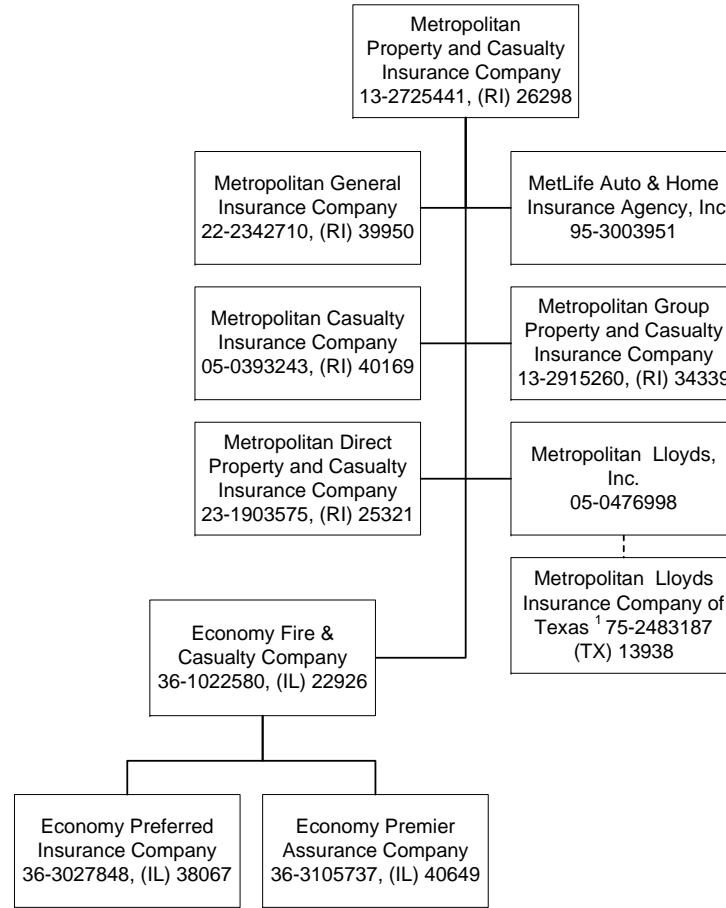 Metropolitan
Property and Casualty
Insurance Company
13-2725441, (RI) 26298
Metropolitan General
Insurance Company
22-2342710, (RI) 39950
MetLife Auto & Home
Insurance Agency, Inc
95-3003951
Metropolitan Casualty
Insurance Company
05-0393243, (RI) 40169
Metropolitan Group
Property and Casualty
Insurance Company
13-2915260, (RI) 34339
Metropolitan Direct
Property and Casualty
Insurance Company
23-1903575, (RI) 25321
Metropolitan Lloyds,
Inc.
05-0476998
Metropolitan Lloyds
Insurance Company of
Texas ¹ 75-2483187
(TX) 13938
Economy Fire &
Casualty Company
36-1022580, (IL) 22926
Economy Preferred
Insurance Company
36-3027848, (IL) 38067
Economy Premier
Assurance Company
36-3105737, (IL) 40649